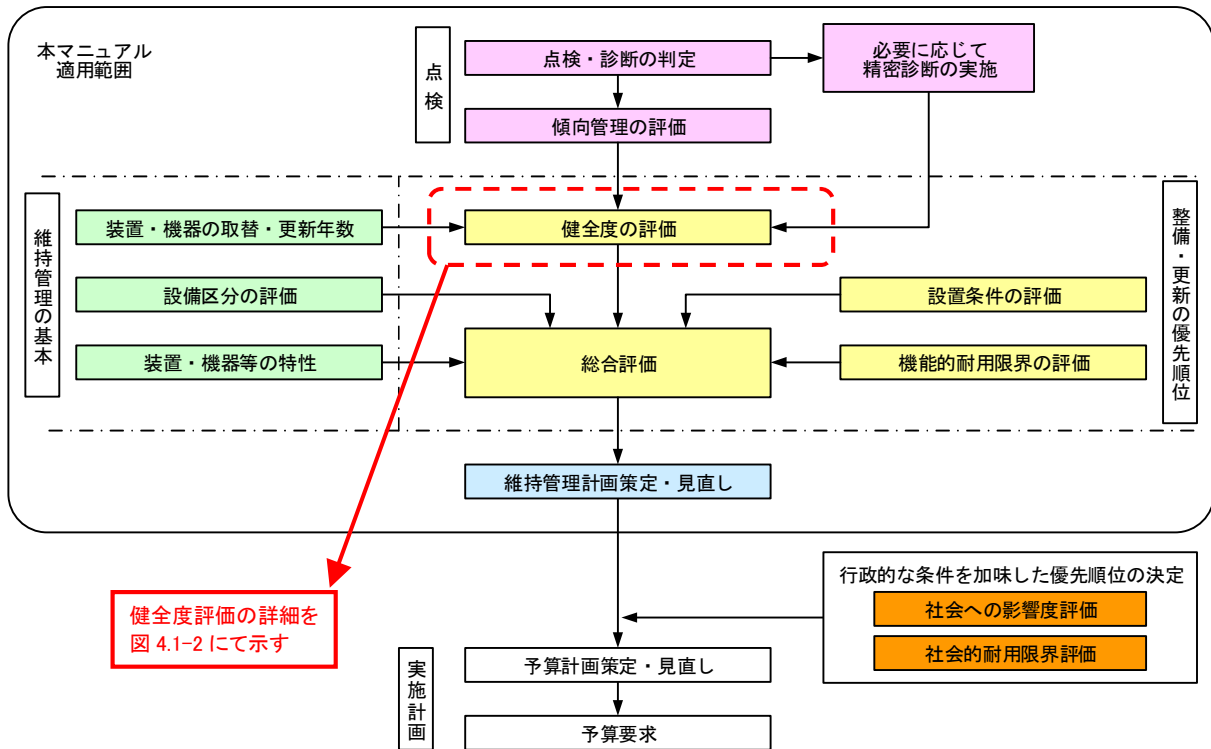 本マニュアル
適用範囲
点検
点検・診断の判定
必要に応じて
精密診断の実施
傾向管理の評価
維持管理の基本
装置・機器の取替・更新年数
健全度の評価
整備・更新の優先順位
設備区分の評価
設置条件の評価
装置・機器等の特性
総合評価
機能的耐用限界の評価
維持管理計画策定・見直し
健全度評価の詳細を
図 4.1-2 にて示す
行政的な条件を加味した優先順位の決定
社会への影響度評価
社会的耐用限界評価
実施計画
予算計画策定・見直し
予算要求